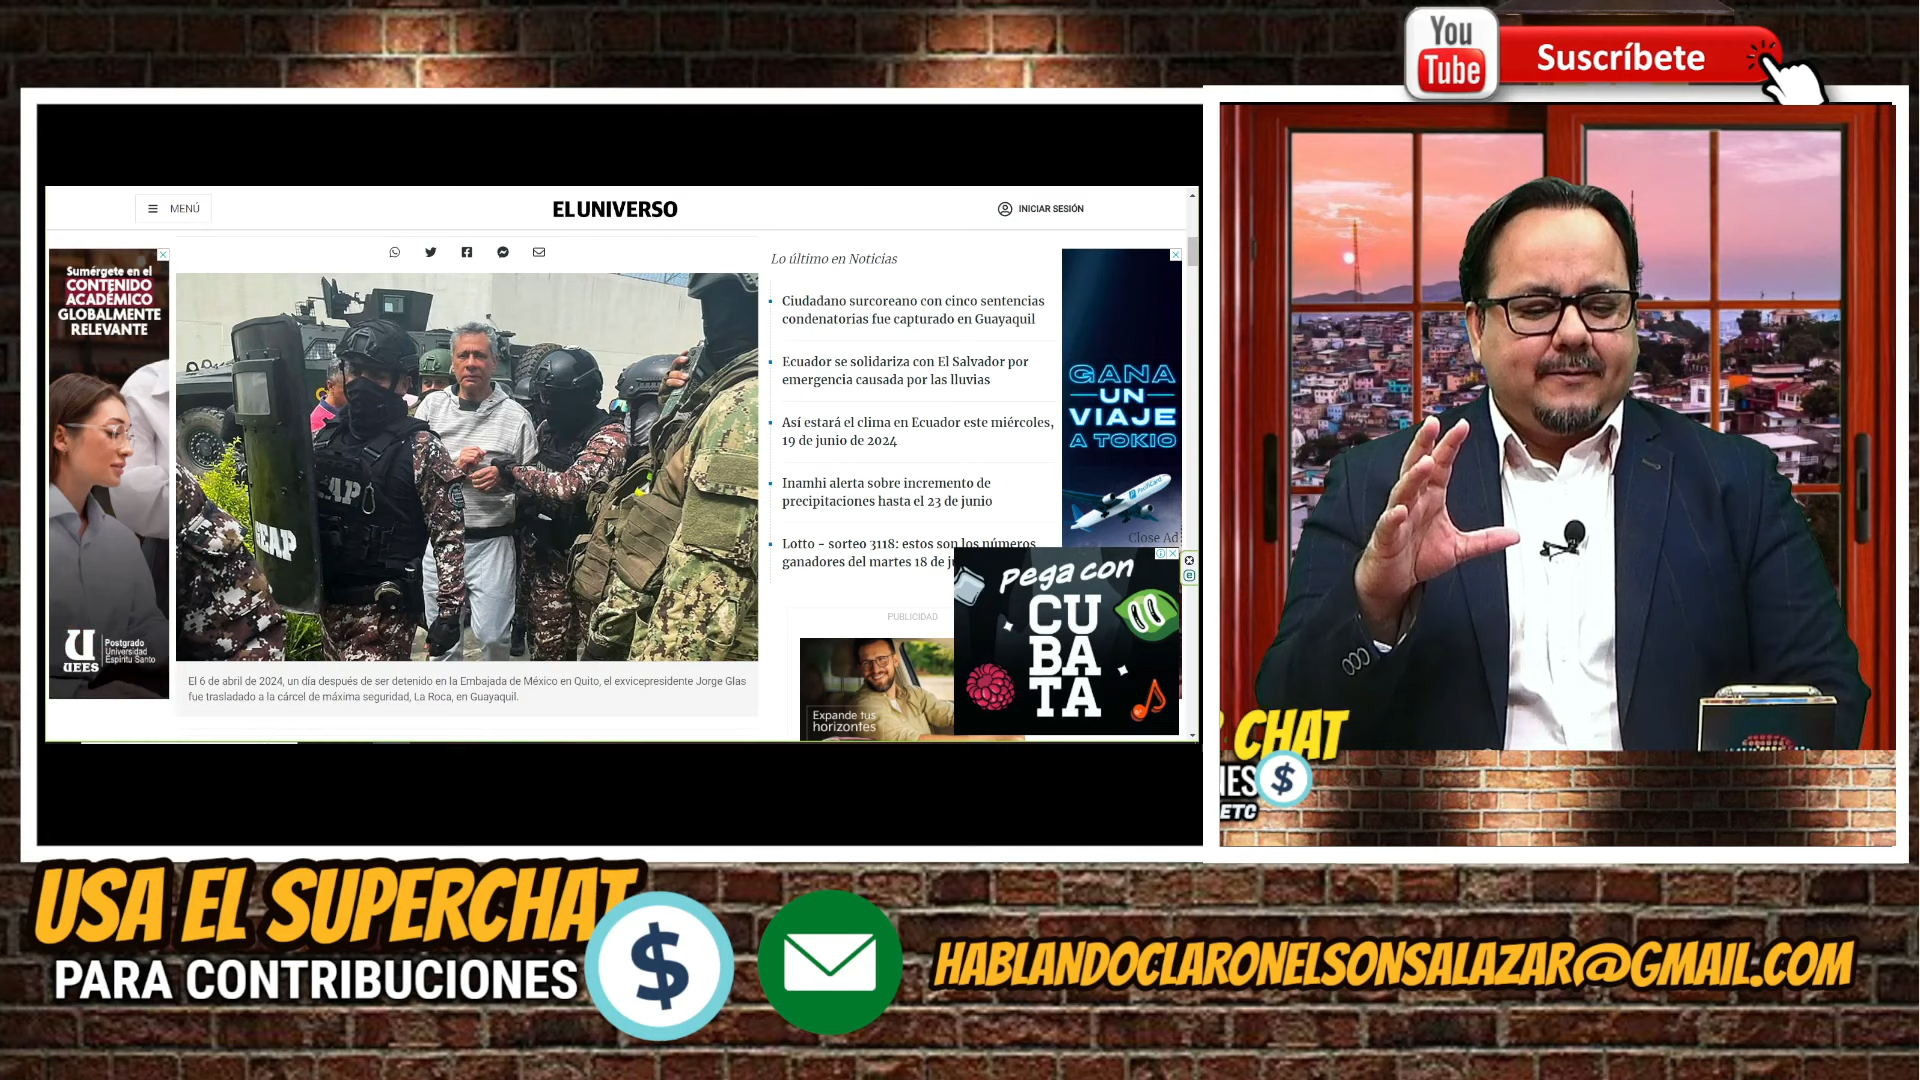 You
Tube
Suscríbete
MENÚ
EL UNIVERSO
INICIAR SESIÓN
Sumérgete en el
CONTENIDO
ACADÉMICO
GLOBALMENTE
RELEVANTE
UEES
Postgrado
Universidad
Espíritu Santo
GEAP
El 6 de abril de 2024, un día después de ser detenido en la Embajada de México en Quito, el exvicepresidente Jorge Glas
fue trasladado a la cárcel de máxima seguridad, La Roca, en Guayaquil.
Lo último en Noticias
Ciudadano surcoreano con cinco sentencias
condenatorias fue capturado en Guayaquil
Ecuador se solidariza con El Salvador por
emergencia causada por las lluvias
Así estará el clima en Ecuador este miércoles,
19 de junio de 2024
Inamhi alerta sobre incremento de
precipitaciones hasta el 23 de junio
Lotto - sorteo 3118: estos son los números
ganadores del martes 18 de
PUBLICIDAD
Expande tus
horizontes
GANA
UN
VIAJE
A TOKIO
Close Ad
pega con
CU
BA
TA
CHAT
$
ETC
USA EL SUPERCHAT
PARA CONTRIBUCIONES
$
HABLANDOCLARONELSONSALAZAR@GMAIL.COM